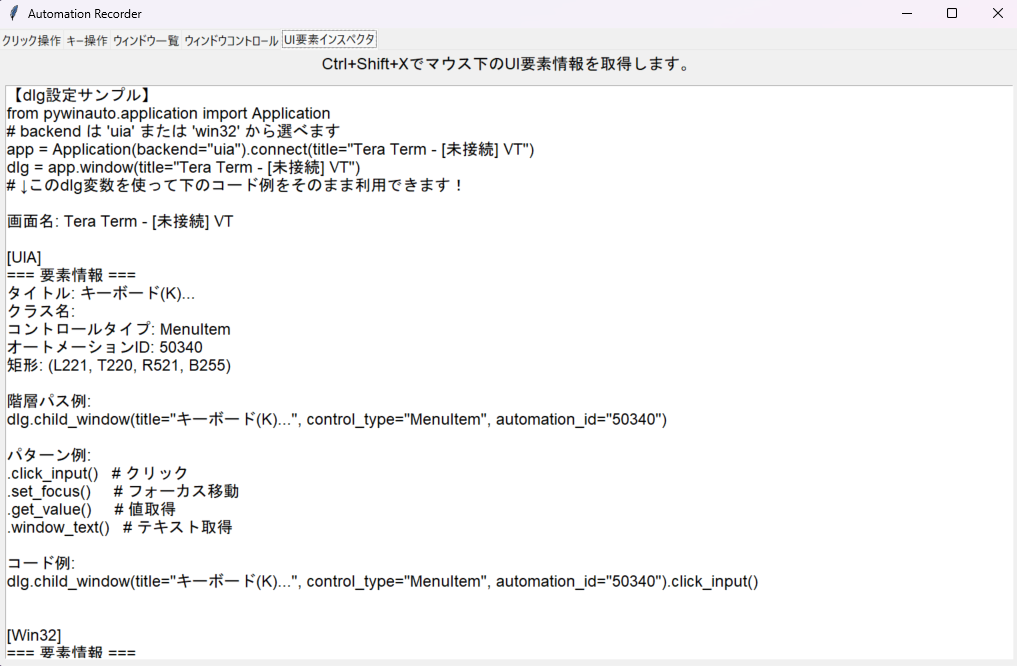 Automation Recorder
クリック操作 キー操作 ウィンドウ一覧 ウィンドウコントロール UI要素インスペクタ
Ctrl+Shift+Xでマウス下のUI要素情報を取得します。
【dlg設定サンプル】
from pywinauto.application import Application
# backend は 'uia' または 'win32' から選べます
app = Application(backend="uia").connect(title="Tera Term - [未接続] VT")
dlg = app.window(title="Tera Term - [未接続] VT")
# ↓このdlg変数を使って下のコード例をそのまま利用できます！
画面名: Tera Term - [未接続] VT
[UIA]
=== 要素情報 ===
タイトル: キーボード(K)...
クラス名:
コントロールタイプ: MenuItem
オートメーションID: 50340
矩形: (L221, T220, R521, B255)
階層パス例:
dlg.child_window(title="キーボード(K)...", control_type="MenuItem", automation_id="50340")
パターン例:
.click_input()   # クリック
.set_focus()     # フォーカス移動
.get_value()     # 値取得
.window_text()   # テキスト取得
コード例:
dlg.child_window(title="キーボード(K)...", control_type="MenuItem", automation_id="50340").click_input()
[Win32]
=== 要素情報 ===